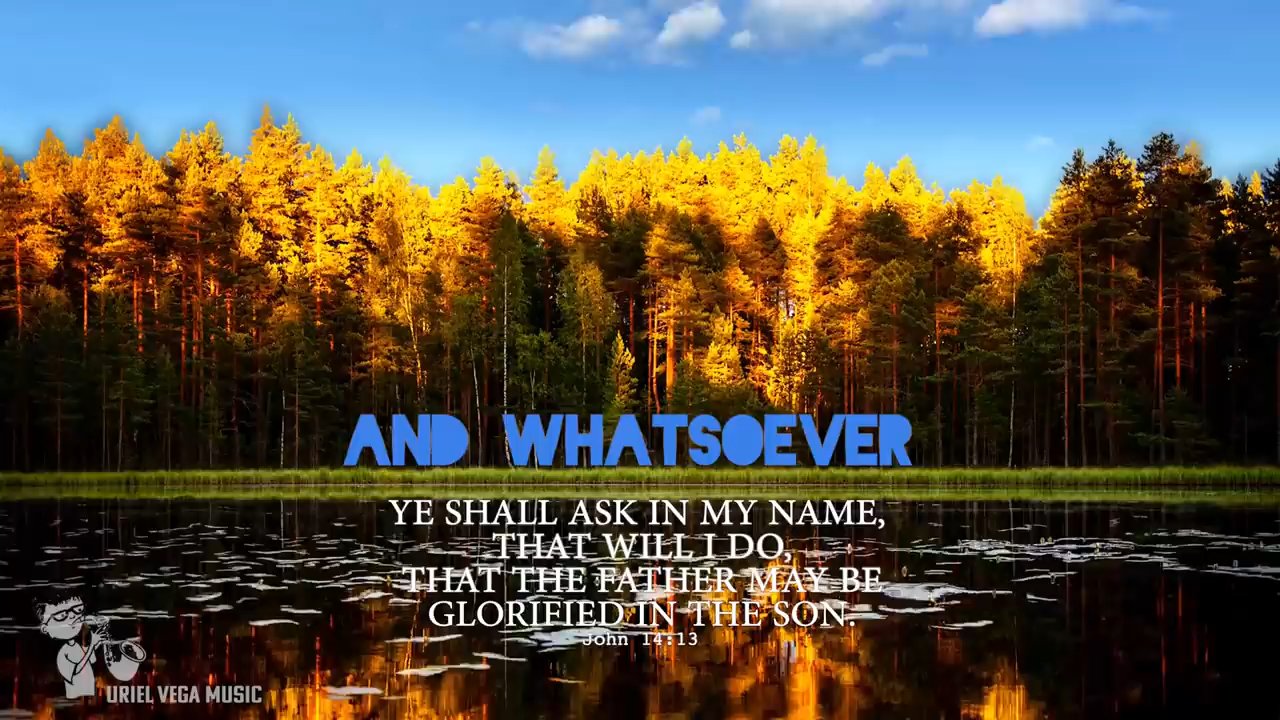 AND WHATSOEVER
YE SHALL ASK IN MY NAME,
THAT WILL I DO,
THAT THE FATHER MAY BE
GLORIFIED IN THE SON.
John 14:13
URIEL VEGA MUSIC